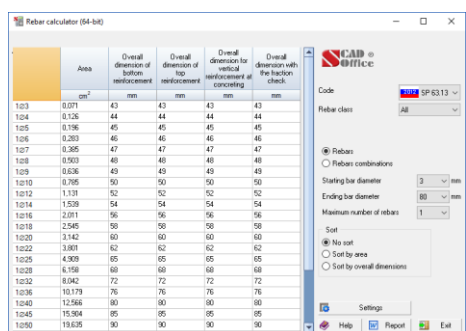 Rebar calculator (64-bit)
Area Overall dimension of bottom reinforcement Overall dimension of top reinforcement Overall dimension for vertical reinforcement at concreting Overall dimension with the fraction check
cm² mm mm mm mm
1∅3 0,071 43 43 43 43
1∅4 0,126 44 44 44 44
1∅5 0,196 45 45 45 45
1∅6 0,283 46 46 46 46
1∅7 0,385 47 47 47 47
1∅8 0,503 48 48 48 48
1∅9 0,636 49 49 49 49
1∅10 0,785 50 50 50 50
1∅12 1,131 52 52 52 52
1∅14 1,539 54 54 54 54
1∅16 2,011 56 56 56 56
1∅18 2,545 58 58 58 58
1∅20 3,142 60 60 60 60
1∅22 3,801 62 62 62 62
1∅25 4,909 65 65 65 65
1∅28 6,158 68 68 68 68
1∅32 8,042 72 72 72 72
1∅36 10,179 76 76 76 76
1∅40 12,566 80 80 80 80
1∅45 15,904 85 85 85 85
1∅50 19,635 90 90 90 90
SCAD Office ®
Code 2012 SP 63.13
Rebar class All
Rebars
Rebars combinations
Starting bar diameter 3 mm
Ending bar diameter 80 mm
Maximum number of rebars 1
Sort
No sort
Sort by area
Sort by overall dimensions
Settings
Help Report Exit